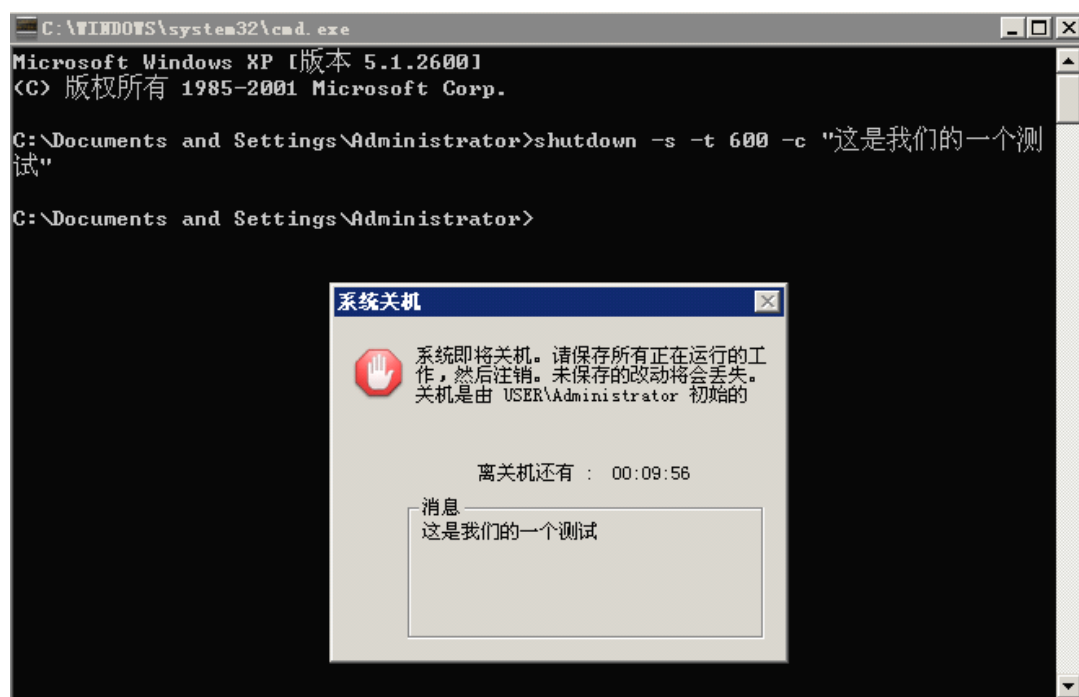 C:\WINDOWS\system32\cmd.exe
Microsoft Windows XP [版本 5.1.2600]
(C) 版权所有 1985-2001 Microsoft Corp.
C:\Documents and Settings\Administrator>shutdown -s -t 600 -c "这是我们的一个测
试"
C:\Documents and Settings\Administrator>
系统关机
系统即将关机。请保存所有正在运行的工
作，然后注销。未保存的改动将会丢失。
关机是由 USER\Administrator 初始的
离关机还有 : 00:09:56
消息
这是我们的一个测试